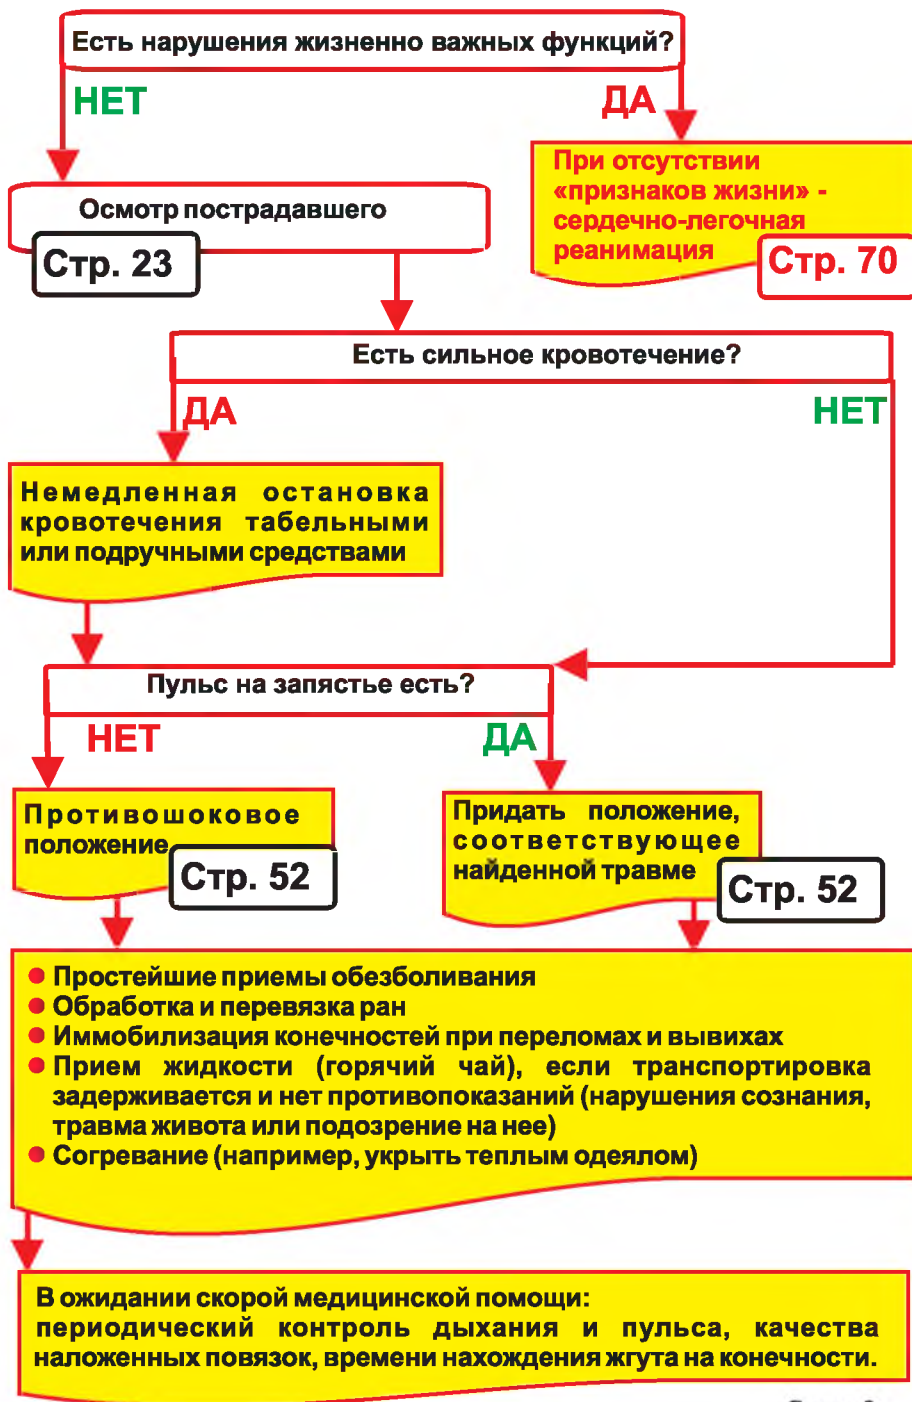 Есть нарушения жизненно важных функций?
НЕТ
ДА
При отсутствии
«признаков жизни» -
сердечно-легочная
реанимация
Стр. 70
Осмотр пострадавшего
Стр. 23
Есть сильное кровотечение?
ДА
НЕТ
Немедленная остановка
кровотечения табельными
или подручными средствами
Пульс на запястье есть?
НЕТ
ДА
Противошоковое
положение
Стр. 52
Придать положение,
соответствующее
найденной травме
Стр. 52
● Простейшие приемы обезболивания
● Обработка и перевязка ран
● Иммобилизация конечностей при переломах и вывихах
● Прием жидкости (горячий чай), если транспортировка
задерживается и нет противопоказаний (нарушения сознания,
травма живота или подозрение на нее)
● Согревание (например, укрыть теплым одеялом)
В ожидании скорой медицинской помощи:
периодический контроль дыхания и пульса, качества
наложенных повязок, времени нахождения жгута на конечности.